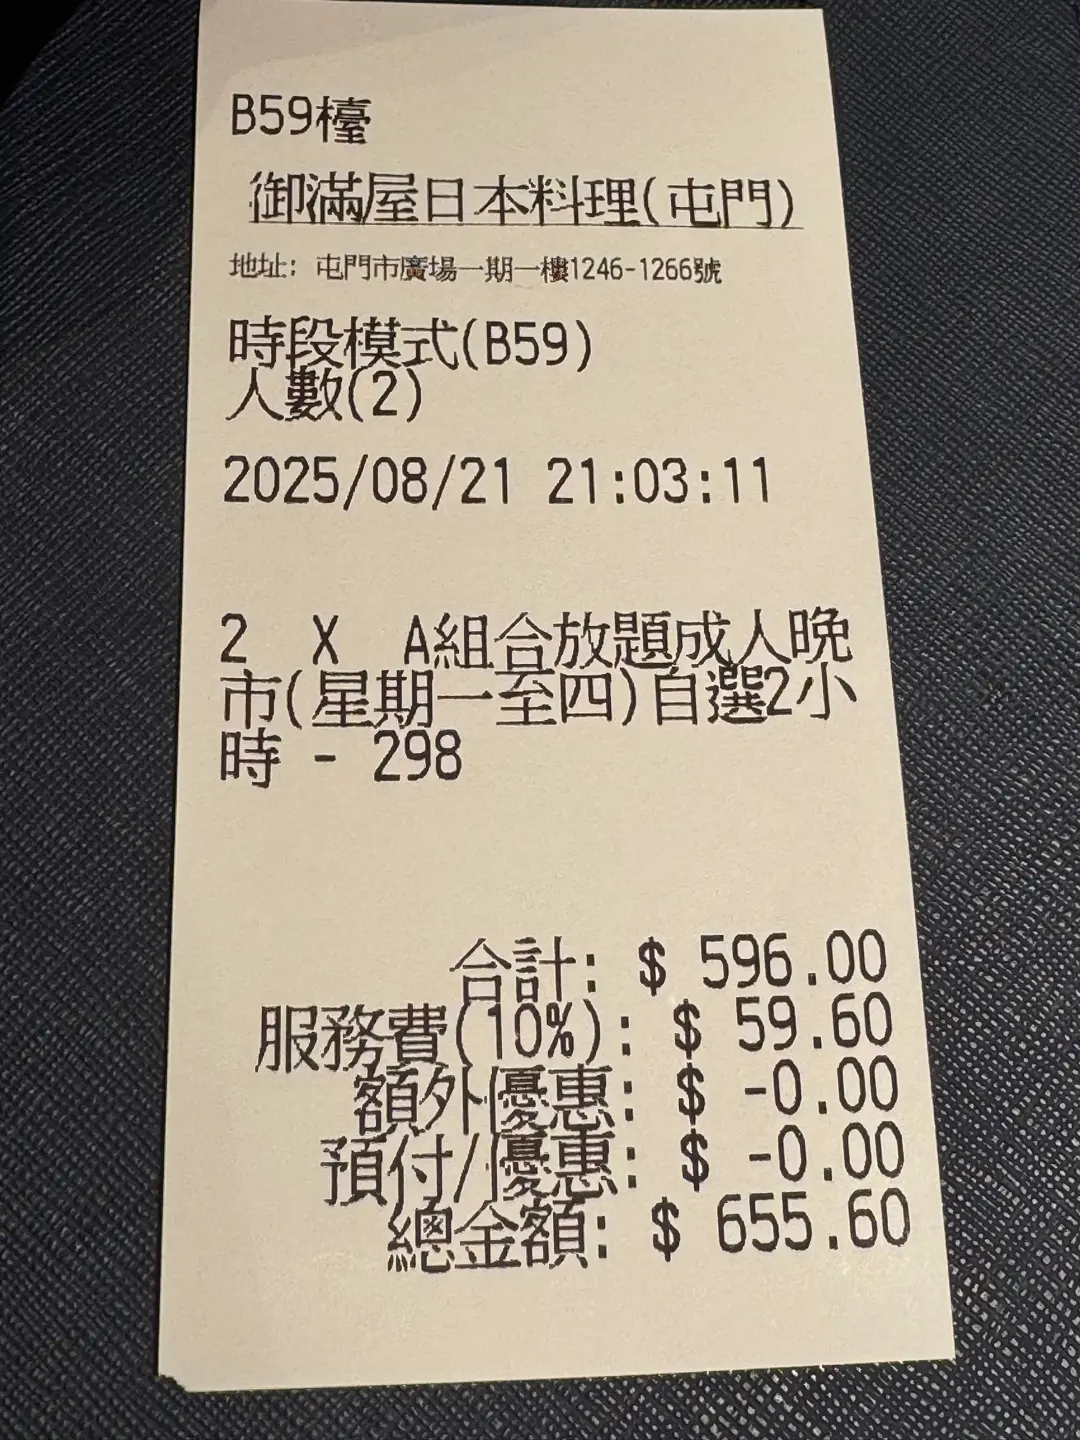 B59檯
御滿屋日本料理(屯門)
地址: 屯門市廣場一期一樓1246-1266號
時段模式(B59)
人數(2)
2025/08/21 21:03:11
2 X A組合放題成人晚
市(星期一至四)自選2小
時 - 298
合計: $ 596.00
服務費(10%): $ 59.60
額外優惠: $ -0.00
預付/優惠: $ -0.00
總金額: $ 655.60